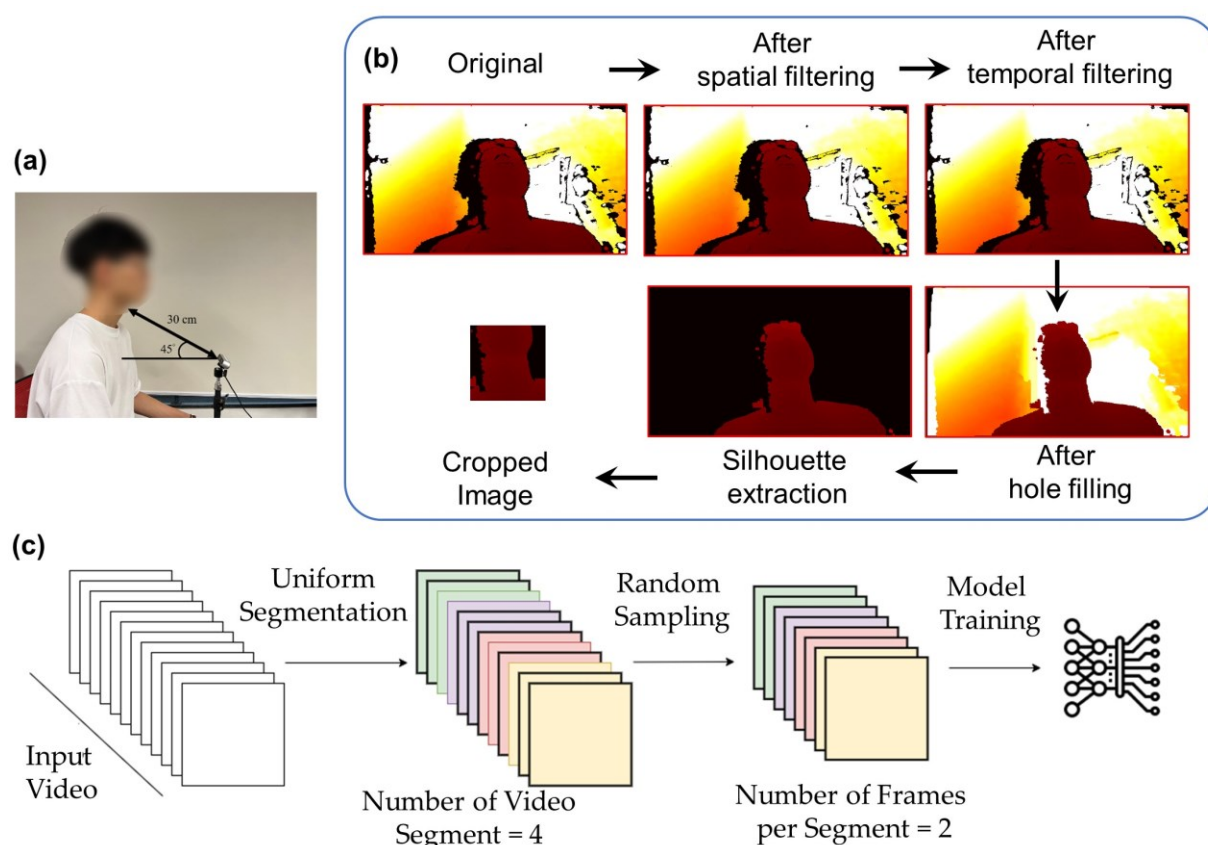 (a)
30 cm
45°
(b)
Original
After
spatial filtering
After
temporal filtering
Cropped
Image
Silhouette
extraction
After
hole filling
(c)
Input
Video
Uniform
Segmentation
Number of Video
Segment = 4
Random
Sampling
Number of Frames
per Segment = 2
Model
Training